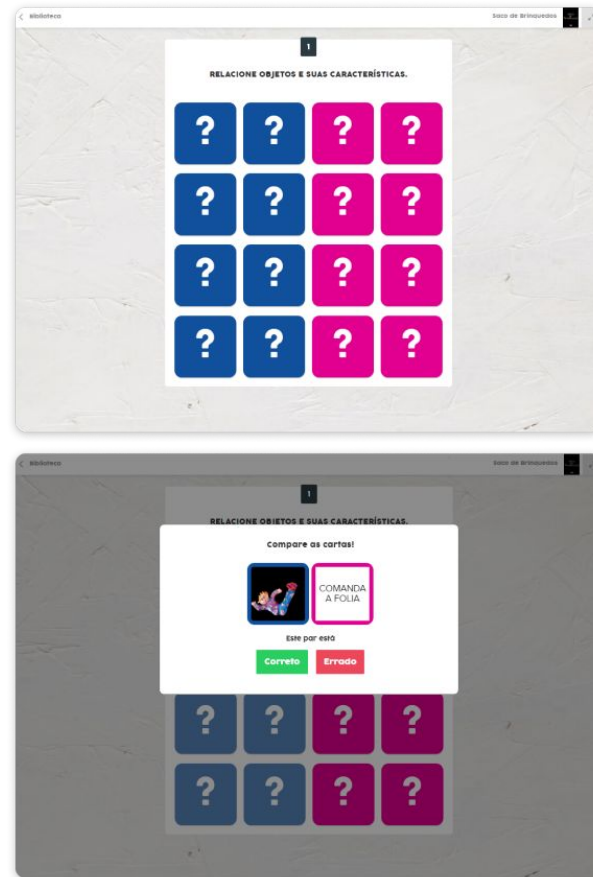 Biblioteca
Saco de Brinquedos
1
RELACIONE OBJETOS E SUAS CARACTERÍSTICAS.
? ? ? ?
? ? ? ?
? ? ? ?
? ? ? ?
Biblioteca
Saco de Brinquedos
1
RELACIONE OBJETOS E SUAS CARACTERÍSTICAS.
Compare as cartas!
COMANDA
A FOLIA
Este par está
Correto Errado
? ? ? ?
? ? ? ?